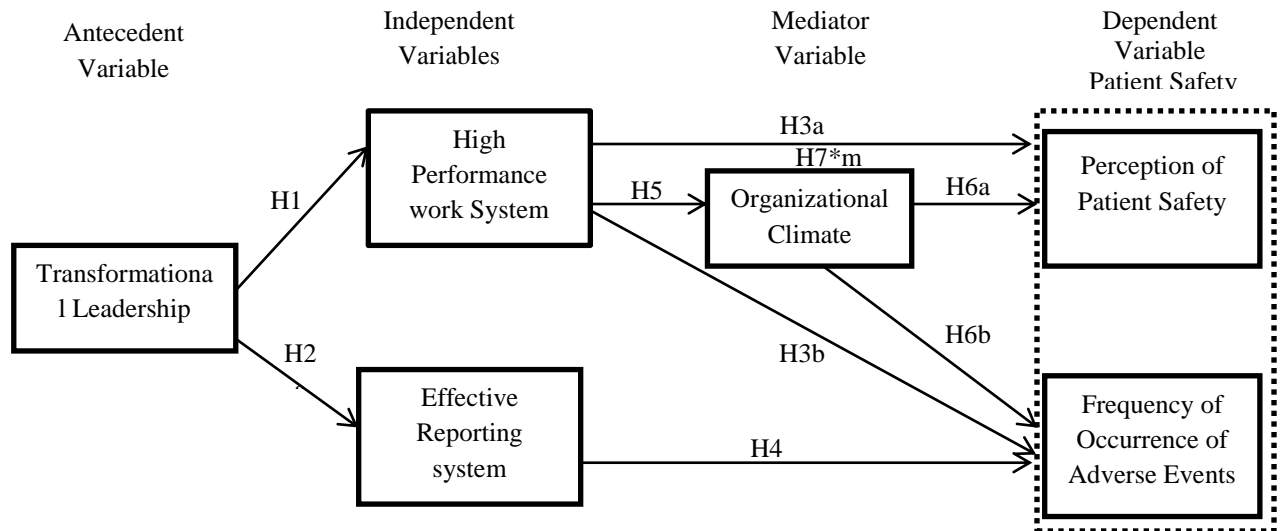 Antecedent
Variable
Independent
Variables
Mediator
Variable
Dependent
Variable
Patient Safety
High
Performance
work System
H3a
H7*m
H5
Organizational
Climate
H6a
Perception of
Patient Safety
H1
Transformationa
l Leadership
H2
H3b
H6b
Effective
Reporting
system
H4
Frequency of
Occurrence of
Adverse Events